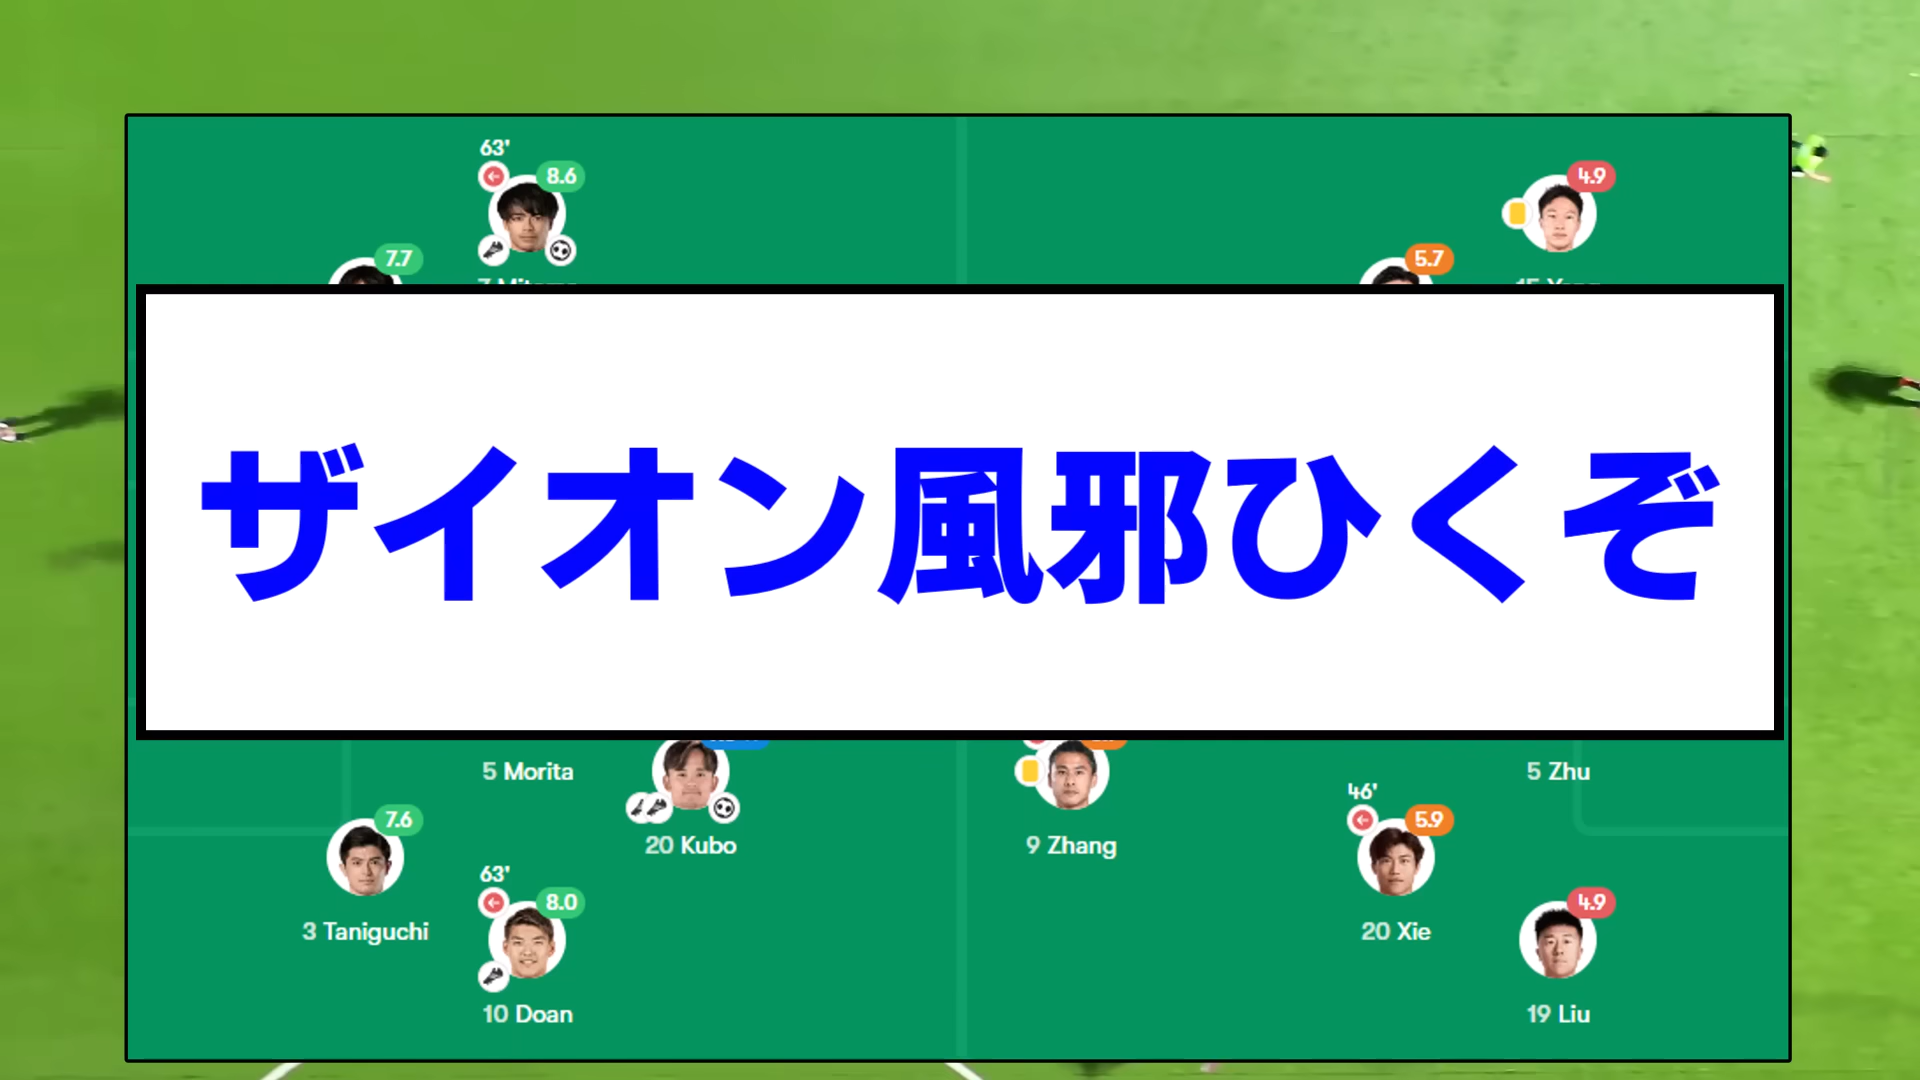 63'
8.6
4.9
7.7
5.7
ザイオン風邪ひくぞ
5 Morita
5 Zhu
46'
7.6
5.9
20 Kubo
9 Zhang
63'
8.0
4.9
3 Taniguchi
20 Xie
10 Doan
19 Liu